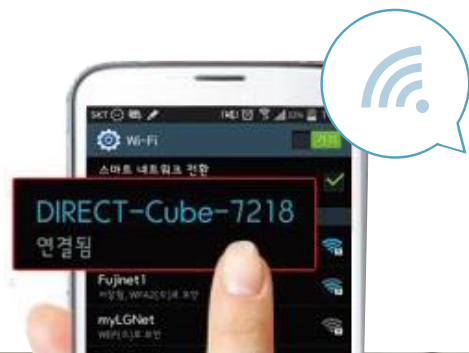 SKT
Wi-Fi
스마트 네트워크 전환
DIRECT-Cube-7218
연결됨
Fujinet1
myLGNet